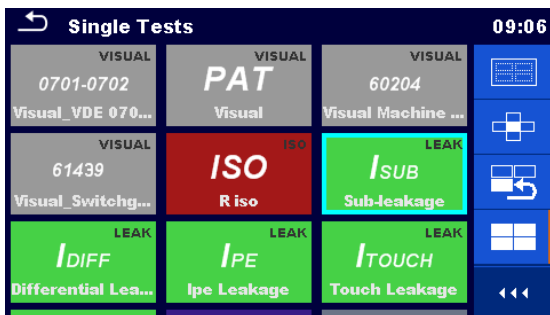 Single Tests 09:06
VISUAL VISUAL VISUAL
0701-0702 PAT 60204
Visual_VDE 070... Visual Visual Machine ...
VISUAL ISO LEAK
61439 ISO ISUB
Visual_Switchg... R iso Sub-leakage
LEAK LEAK LEAK
IDIFF IPE ITOUCH
Differential Lea... Ipe Leakage Touch Leakage